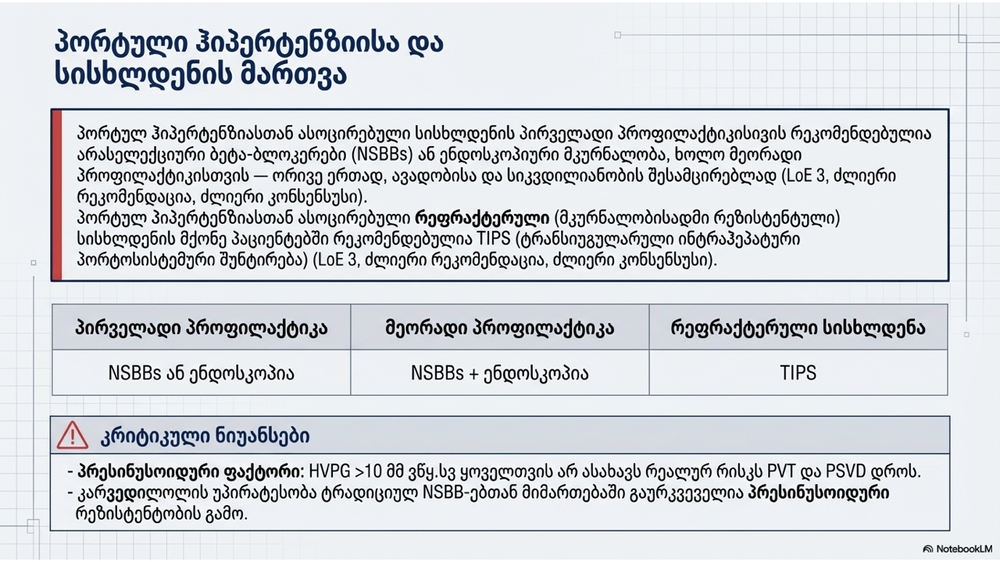 პორტული ჰიპერტენზიისა და
სისხლდენის მართვა
პორტულ ჰიპერტენზიასთან ასოცირებული სისხლდენის პირველადი პროფილაქტიკისივის რეკომენდებულია
არასელექციური ბეტა-ბლოკერები (NSBBs) ან ენდოსკოპიური მკურნალობა, ხოლო მეორადი
პროფილაქტიკისთვის — ორივე ერთად, ავადობისა და სიკვდილიანობის შესამცირებლად (LoE 3, ძლიერი
რეკომენდაცია, ძლიერი კონსენსუსი).
პორტულ ჰიპერტენზიასთან ასოცირებული რეფრაქტერული (მკურნალობისადმი რეზისტენტული)
სისხლდენის მქონე პაციენტებში რეკომენდებულია TIPS (ტრანსიუგულარული ინტრაჰეპატური
პორტოსისტემური შუნტირება) (LoE 3, ძლიერი რეკომენდაცია, ძლიერი კონსენსუსი).
პირველადი პროფილაქტიკა
მეორადი პროფილაქტიკა
რეფრაქტერული სისხლდენა
NSBBs ან ენდოსკოპია
NSBBs + ენდოსკოპია
TIPS
კრიტიკული ნიუანსები
- პრესინუსოიდური ფაქტორი: HVPG >10 მმ ვწყ.სვ ყოველთვის არ ასახავს რეალურ რისკს PVT და PSVD დროს.
- კარვედილოლის უპირატესობა ტრადიციულ NSBB-ებთან მიმართებაში გაურკვეველია პრესინუსოიდური
რეზისტენტობის გამო.
NotebookLM